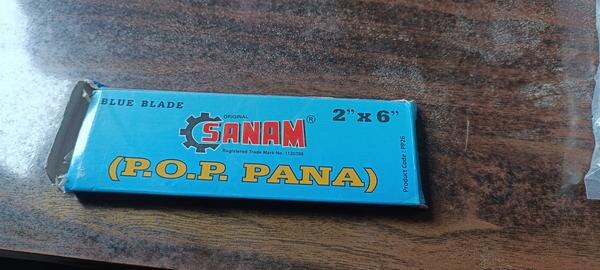 BLUE BLADE
ORIGINAL
SANAM®
2" x 6"
Registered Trade Mark No. 1120398
(P.O.P. PANA)
Product Code : PP26